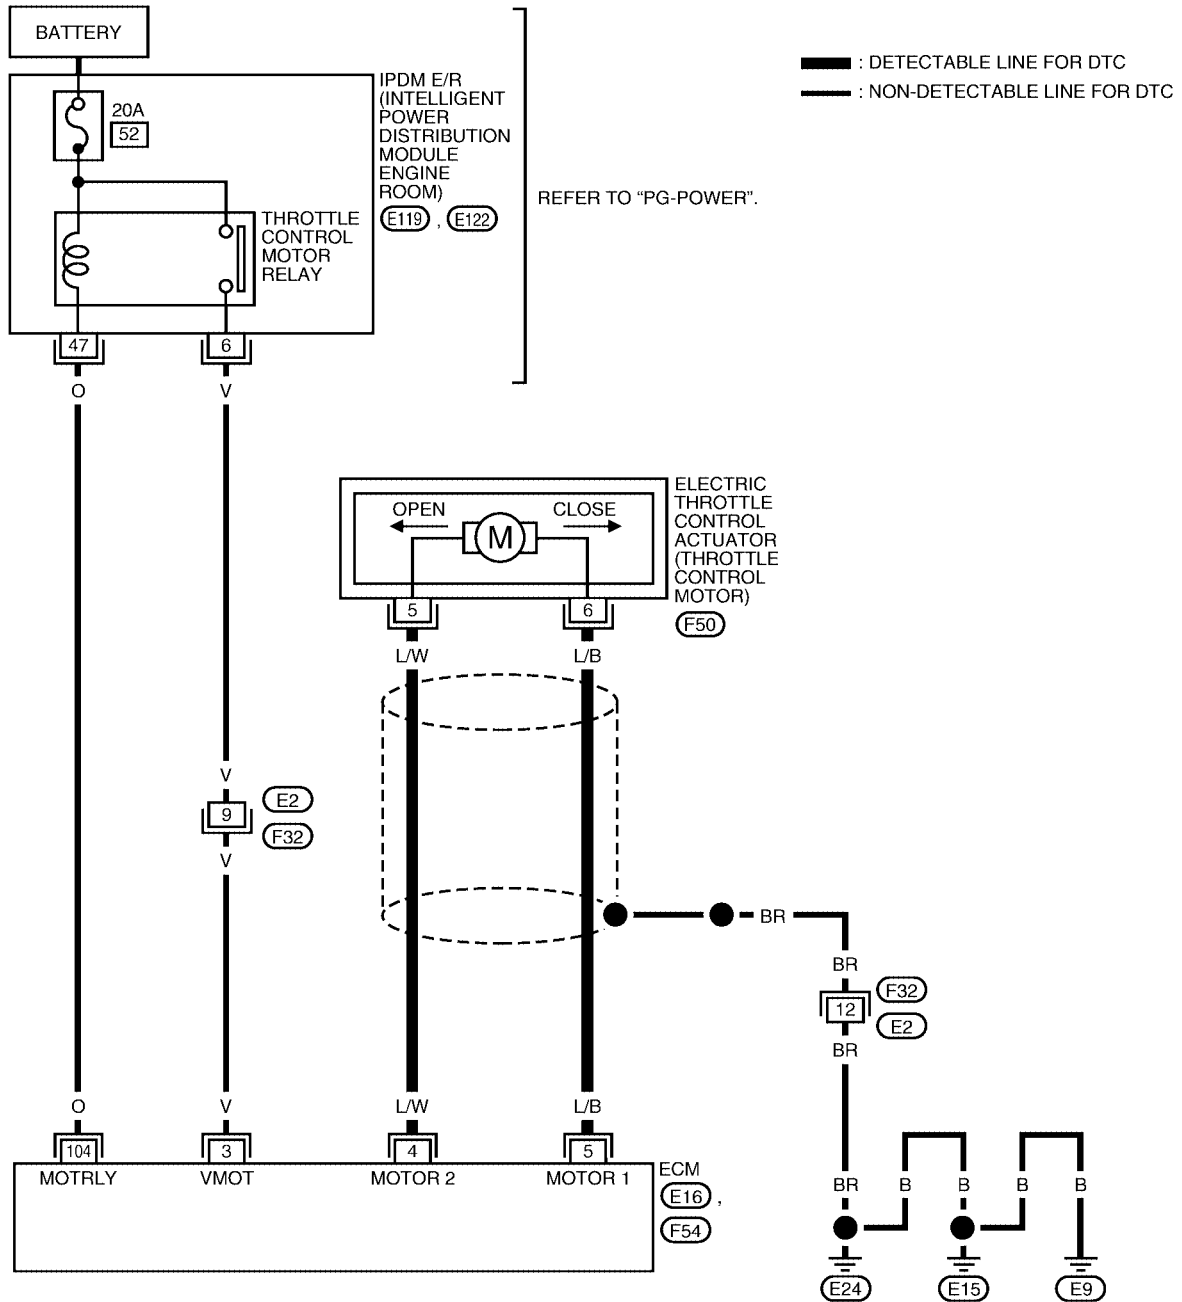 BATTERY
: DETECTABLE LINE FOR DTC
: NON-DETECTABLE LINE FOR DTC
20A
52
IPDM E/R
(INTELLIGENT
POWER
DISTRIBUTION
MODULE
ENGINE
ROOM)
E119 , E122
REFER TO “PG-POWER”.
THROTTLE
CONTROL
MOTOR
RELAY
47 6
O V
OPEN CLOSE
M
ELECTRIC
THROTTLE
CONTROL
ACTUATOR
(THROTTLE
CONTROL
MOTOR)
F50
5 6
L/W L/B
V
9
E2
F32
V
BR
BR
12
F32
E2
BR
O V L/W L/B
104 3 4 5
MOTRLY VMOT MOTOR 2 MOTOR 1
ECM
E16 ,
F54
BR B B B B
E24 E15 E9